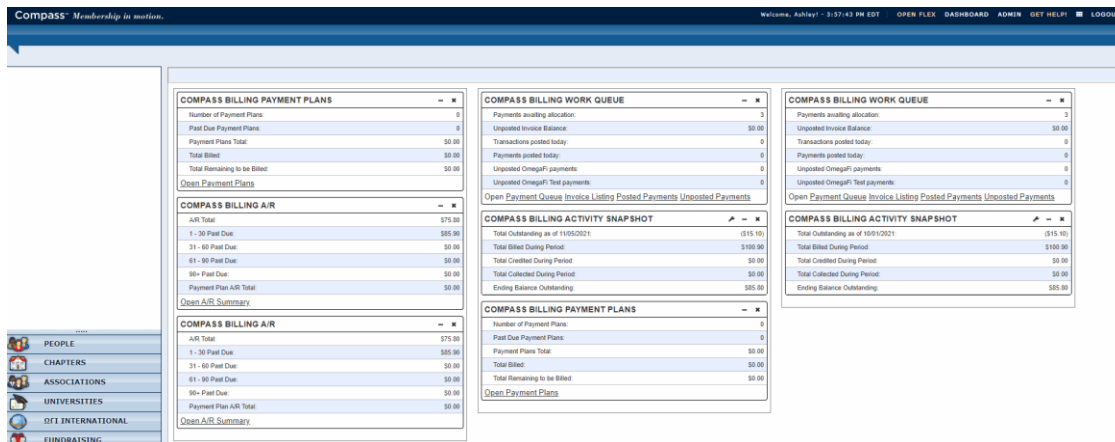 Compass™ Membership in motion.
Welcome, Ashley! - 3:57:43 PM EDT OPEN FLEX DASHBOARD ADMIN GET HELP! LOGOU
COMPASS BILLING PAYMENT PLANS
Number of Payment Plans: 0
Past Due Payment Plans: 0
Payment Plans Total: $0.00
Total Billed: $0.00
Total Remaining to be Billed: $0.00
Open Payment Plans
COMPASS BILLING A/R
A/R Total: $75.80
1 - 30 Past Due: $85.90
31 - 60 Past Due: $0.00
61 - 90 Past Due: $0.00
90+ Past Due: $0.00
Payment Plan A/R Total: $0.00
Open A/R Summary
COMPASS BILLING A/R
A/R Total: $75.80
1 - 30 Past Due: $85.90
31 - 60 Past Due: $0.00
61 - 90 Past Due: $0.00
90+ Past Due: $0.00
Payment Plan A/R Total: $0.00
Open A/R Summary
COMPASS BILLING WORK QUEUE
Payments awaiting allocation: 3
Unposted Invoice Balance: $0.00
Transactions posted today: 0
Payments posted today: 0
Unposted OmegaFi payments: 0
Unposted OmegaFi Test payments: 0
Open Payment Queue Invoice Listing Posted Payments Unposted Payments
COMPASS BILLING ACTIVITY SNAPSHOT
Total Outstanding as of 11/05/2021: ($15.10)
Total Billed During Period: $100.90
Total Credited During Period: $0.00
Total Collected During Period: $0.00
Ending Balance Outstanding: $85.80
COMPASS BILLING PAYMENT PLANS
Number of Payment Plans: 0
Past Due Payment Plans: 0
Payment Plans Total: $0.00
Total Billed: $0.00
Total Remaining to be Billed: $0.00
Open Payment Plans
COMPASS BILLING WORK QUEUE
Payments awaiting allocation: 3
Unposted Invoice Balance: $0.00
Transactions posted today: 0
Payments posted today: 0
Unposted OmegaFi payments: 0
Unposted OmegaFi Test payments: 0
Open Payment Queue Invoice Listing Posted Payments Unposted Payments
COMPASS BILLING ACTIVITY SNAPSHOT
Total Outstanding as of 10/01/2021: ($15.10)
Total Billed During Period: $100.90
Total Credited During Period: $0.00
Total Collected During Period: $0.00
Ending Balance Outstanding: $85.80
PEOPLE
CHAPTERS
ASSOCIATIONS
UNIVERSITIES
ΩΓΙ INTERNATIONAL
FUNDRAISING